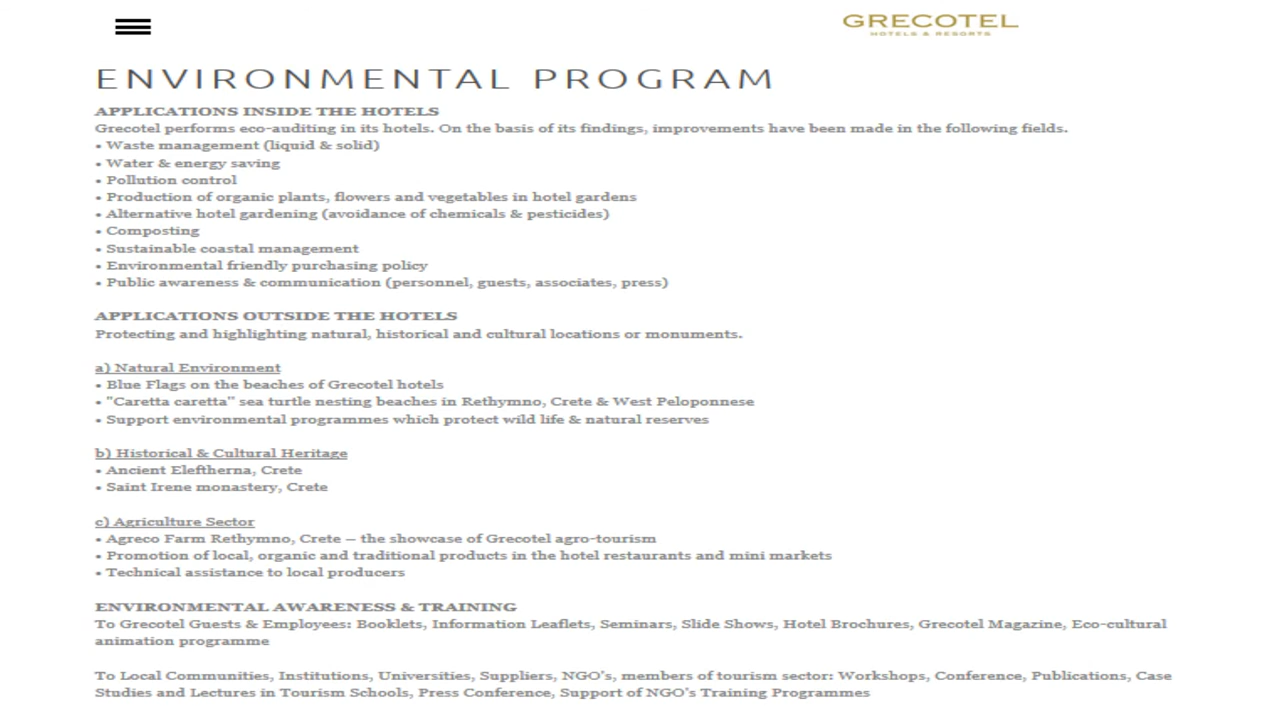 GRECOTEL
HOTELS & RESORTS
ENVIRONMENTAL PROGRAM
APPLICATIONS INSIDE THE HOTELS
Grecotel performs eco-auditing in its hotels. On the basis of its findings, improvements have been made in the following fields.
• Waste management (liquid & solid)
• Water & energy saving
• Pollution control
• Production of organic plants, flowers and vegetables in hotel gardens
• Alternative hotel gardening (avoidance of chemicals & pesticides)
• Composting
• Sustainable coastal management
• Environmental friendly purchasing policy
• Public awareness & communication (personnel, guests, associates, press)
APPLICATIONS OUTSIDE THE HOTELS
Protecting and highlighting natural, historical and cultural locations or monuments.
a) Natural Environment
• Blue Flags on the beaches of Grecotel hotels
• "Caretta caretta" sea turtle nesting beaches in Rethymno, Crete & West Peloponnese
• Support environmental programmes which protect wild life & natural reserves
b) Historical & Cultural Heritage
• Ancient Eleftherna, Crete
• Saint Irene monastery, Crete
c) Agriculture Sector
• Agreco Farm Rethymno, Crete – the showcase of Grecotel agro-tourism
• Promotion of local, organic and traditional products in the hotel restaurants and mini markets
• Technical assistance to local producers
ENVIRONMENTAL AWARENESS & TRAINING
To Grecotel Guests & Employees: Booklets, Information Leaflets, Seminars, Slide Shows, Hotel Brochures, Grecotel Magazine, Eco-cultural
animation programme
To Local Communities, Institutions, Universities, Suppliers, NGO's, members of tourism sector: Workshops, Conference, Publications, Case
Studies and Lectures in Tourism Schools, Press Conference, Support of NGO's Training Programmes